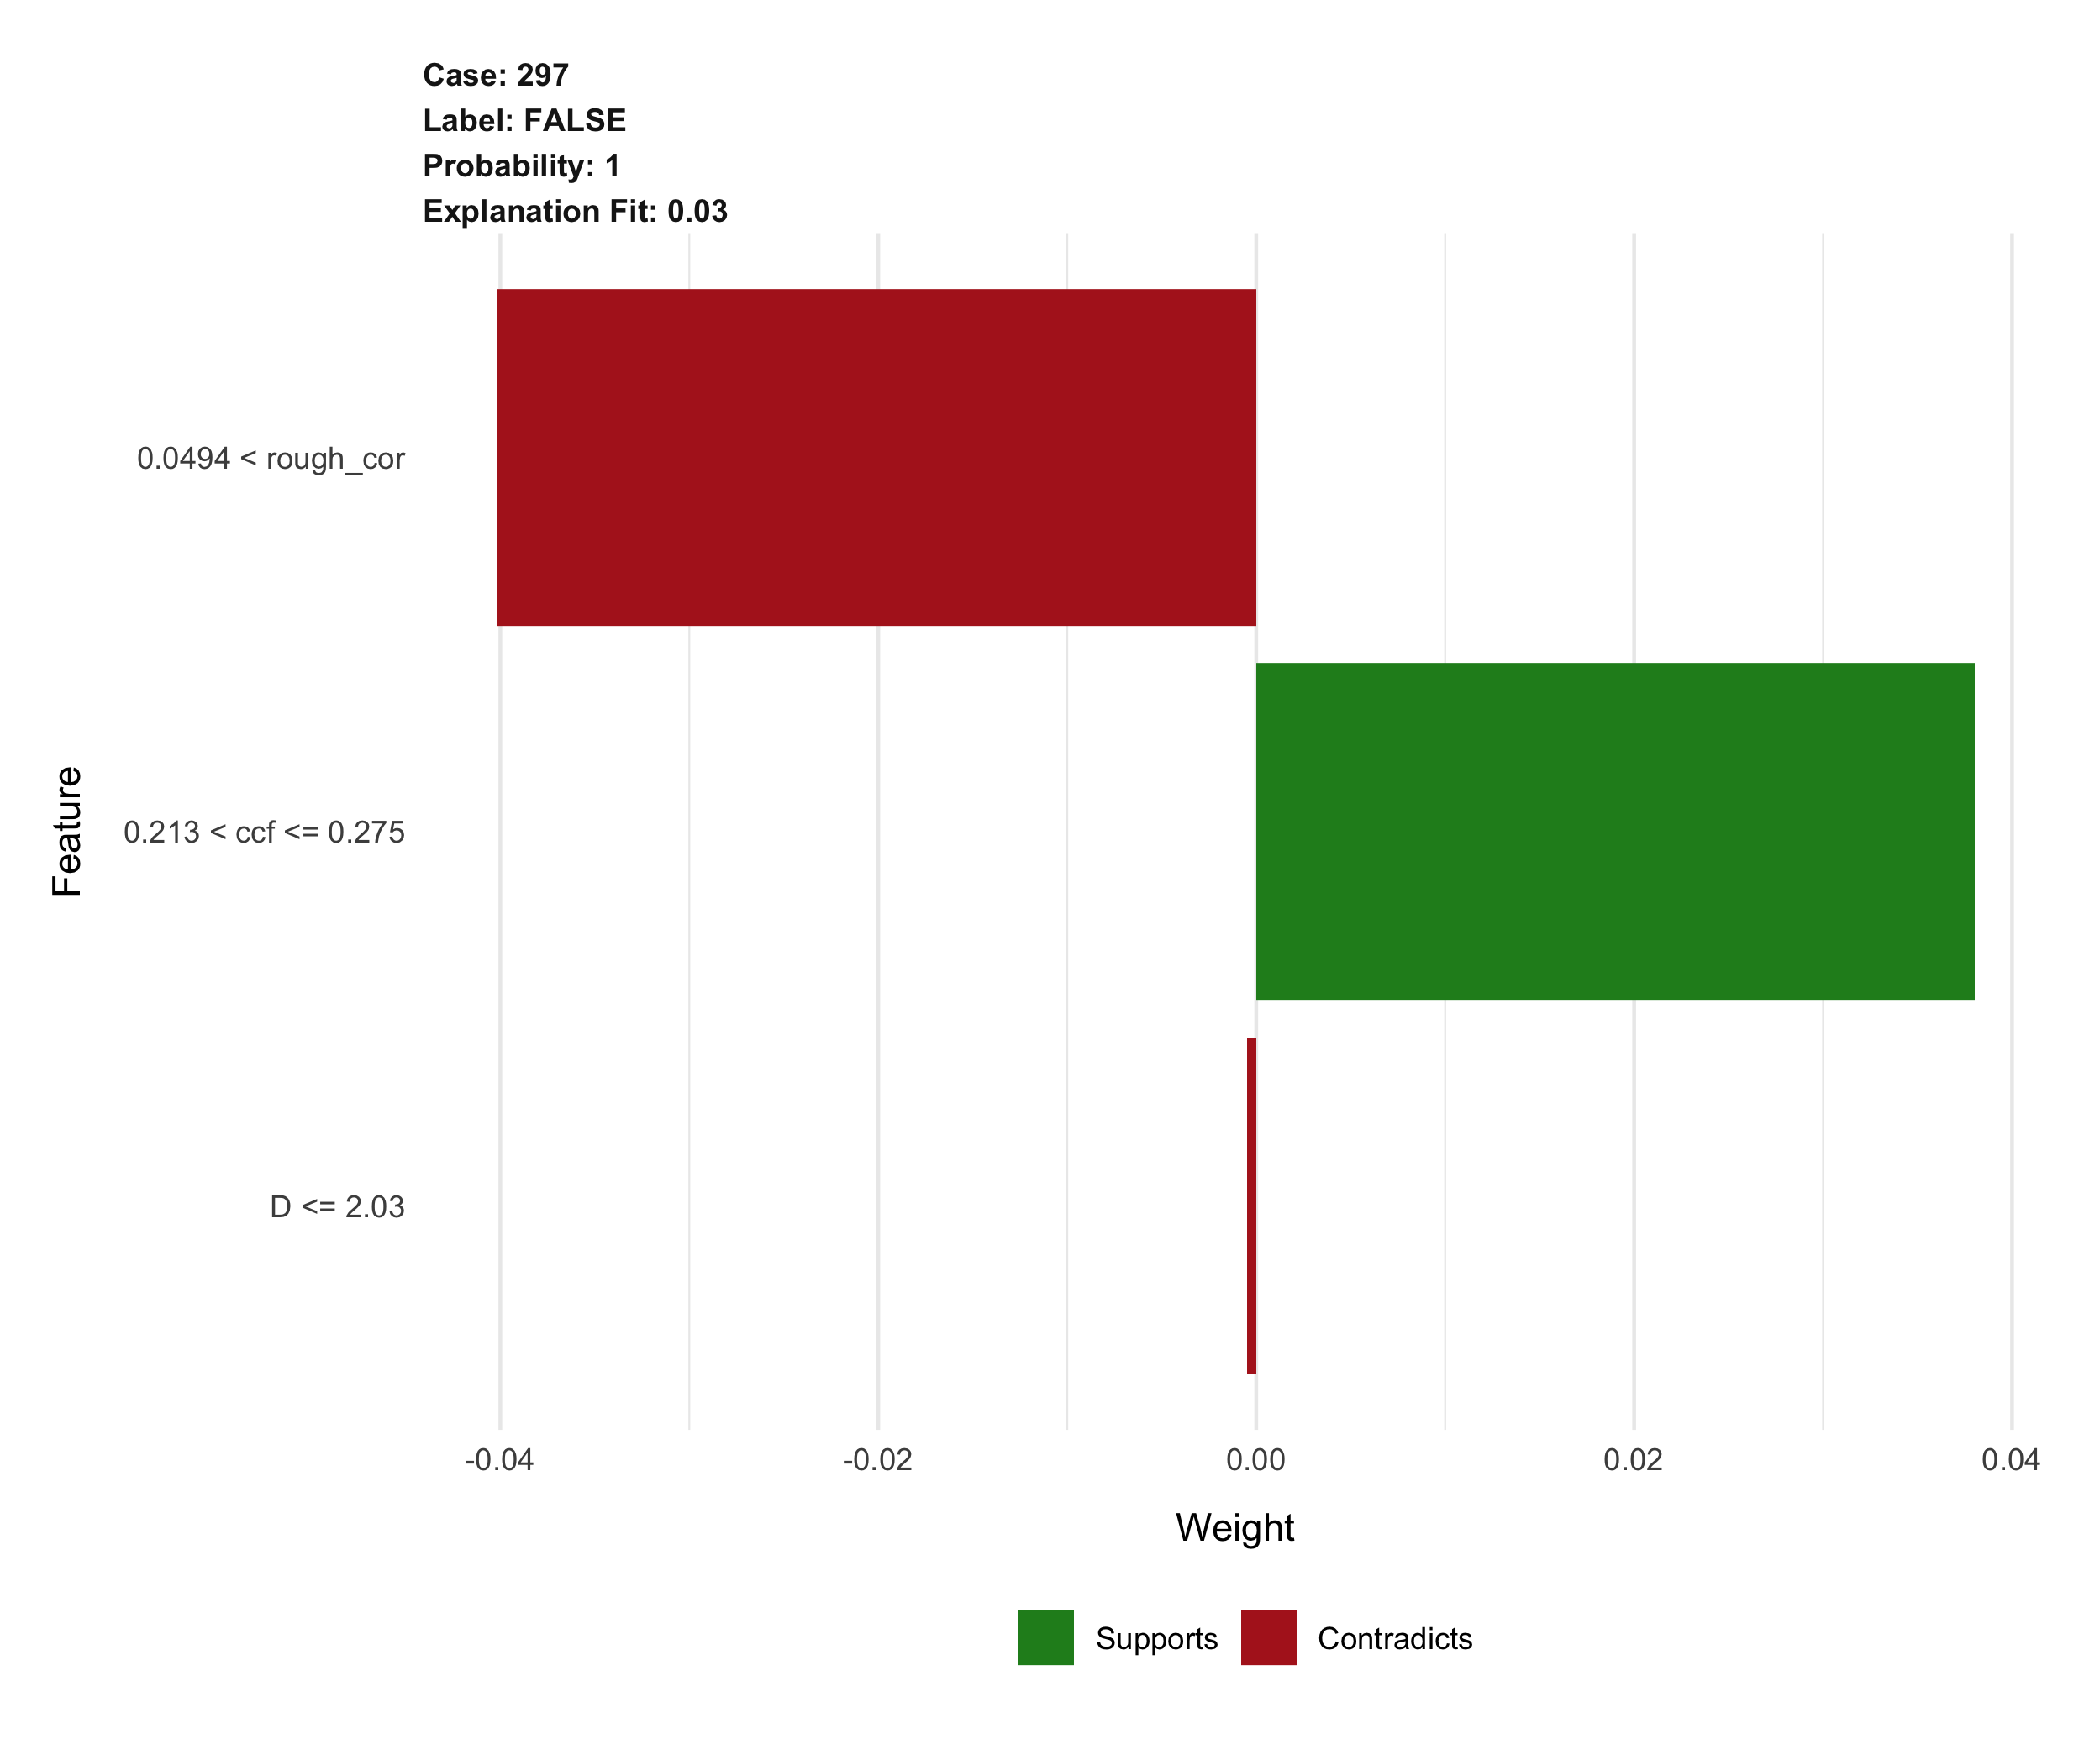 Case: 297
Label: FALSE
Probability: 1
Explanation Fit: 0.03
0.0494 < rough_cor
0.213 < ccf <= 0.275
D <= 2.03
Feature
-0.04
-0.02
0.00
0.02
0.04
Weight
Supports
Contradicts